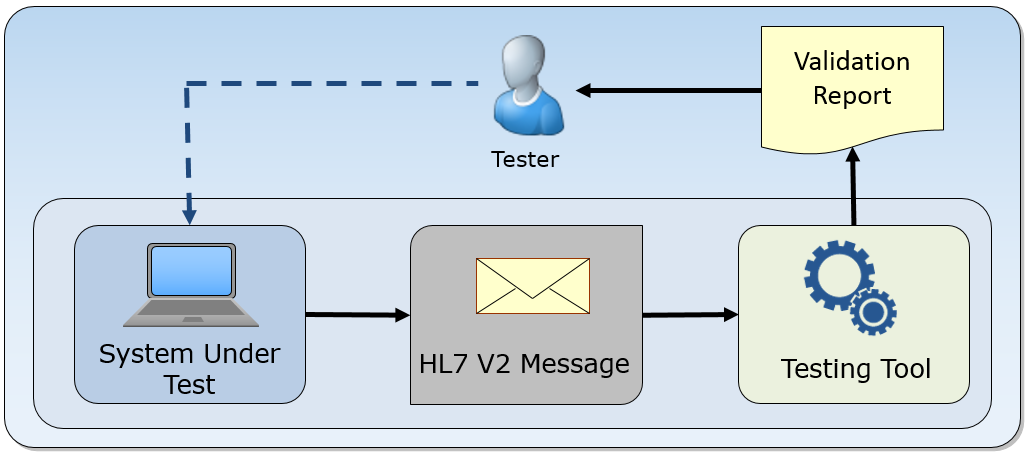 Validation
Report
Tester
System Under
Test
HL7 V2 Message
Testing Tool